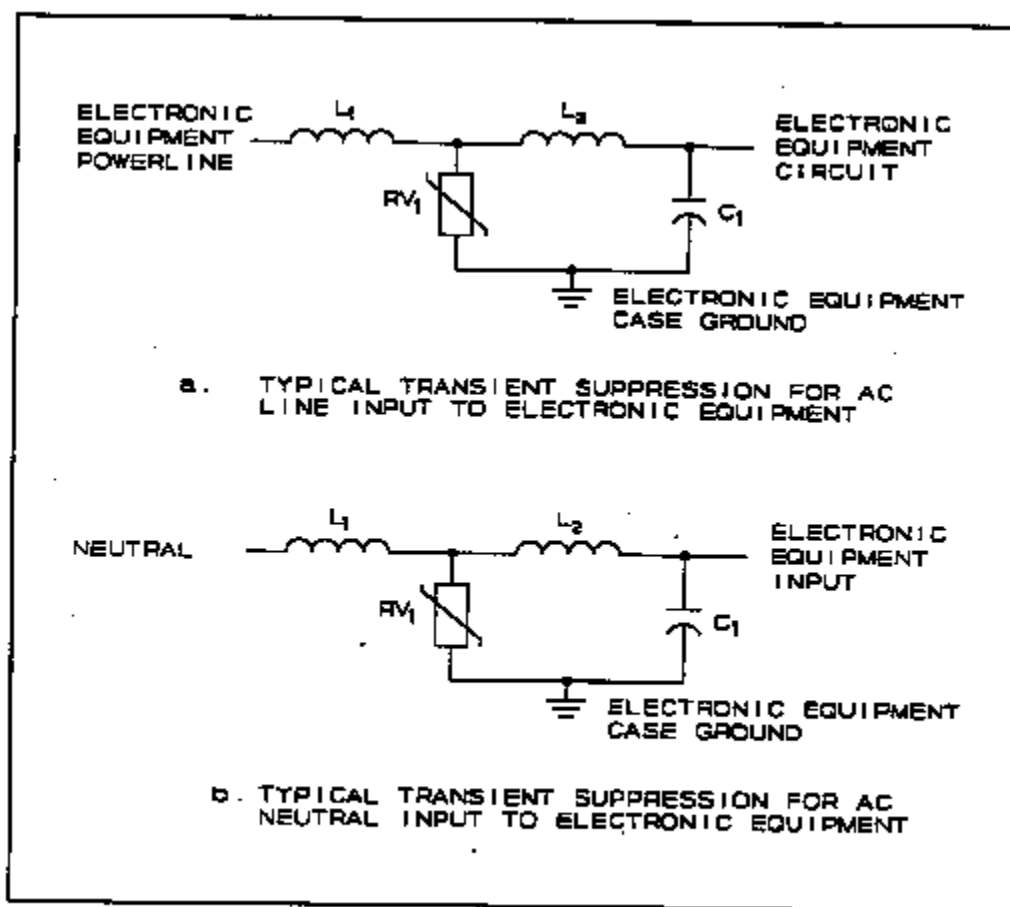 L₁
L₂
ELECTRONIC
EQUIPMENT
POWERLINE
ELECTRONIC
EQUIPMENT
CIRCUIT
RV₁
C₁
ELECTRONIC EQUIPMENT
CASE GROUND
a. TYPICAL TRANSIENT SUPPRESSION FOR AC
LINE INPUT TO ELECTRONIC EQUIPMENT
L₁
L₂
NEUTRAL
ELECTRONIC
EQUIPMENT
INPUT
RV₁
C₁
ELECTRONIC EQUIPMENT
CASE GROUND
b. TYPICAL TRANSIENT SUPPRESSION FOR AC
NEUTRAL INPUT TO ELECTRONIC EQUIPMENT